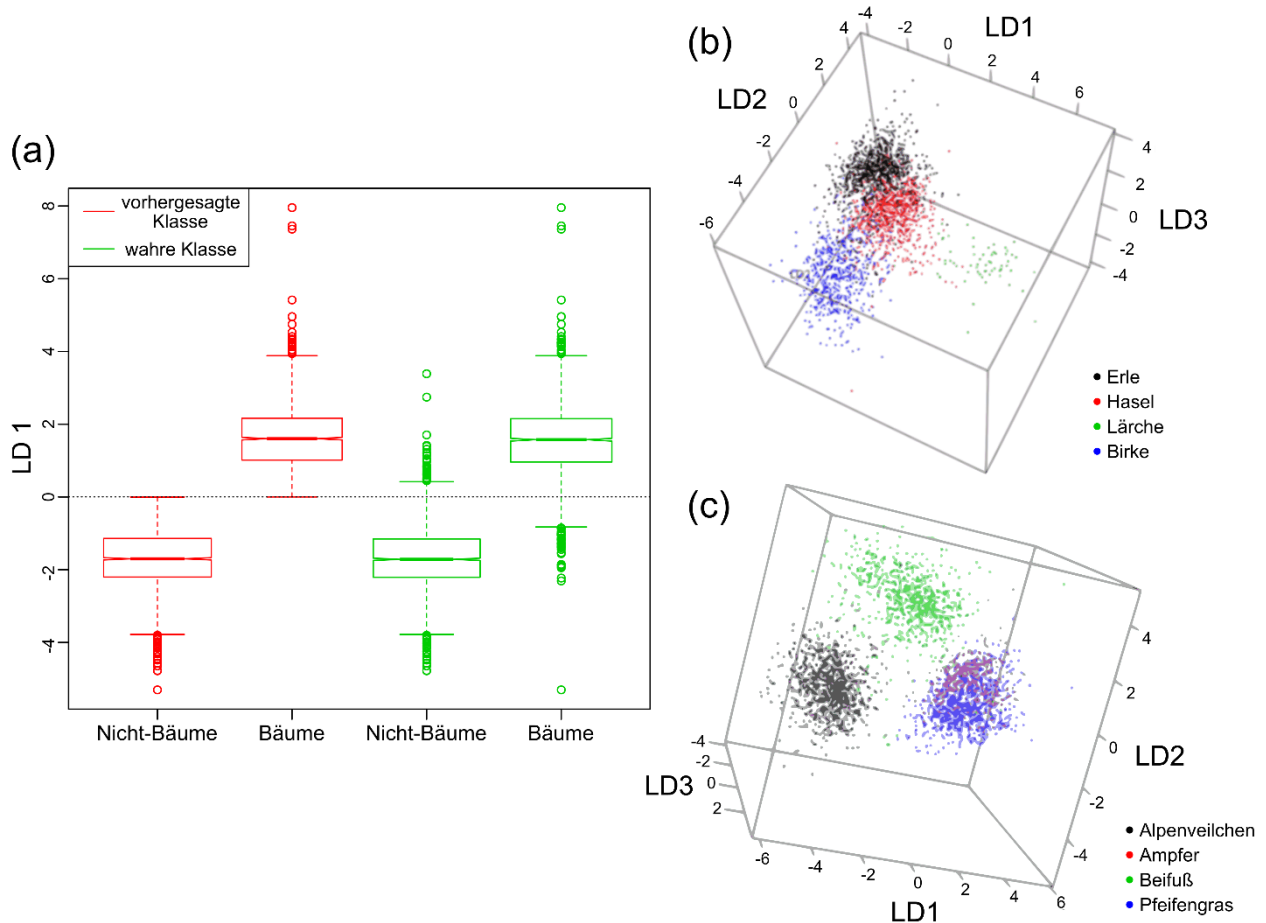 (a)
vorhergesagte
Klasse
wahre Klasse
LD 1
8
6
4
2
0
-2
-4
Nicht-Bäume
Bäume
Nicht-Bäume
Bäume
(b)
LD1
-4
-2
0
2
4
6
LD2
4
2
0
-2
-4
-6
LD3
4
2
0
-2
-4
Erle
Hasel
Lärche
Birke
(c)
LD2
4
2
0
-2
-4
LD3
-4
-2
0
2
LD1
-6
-4
-2
0
2
4
6
Alpenveilchen
Ampfer
Beifuß
Pfeifengras